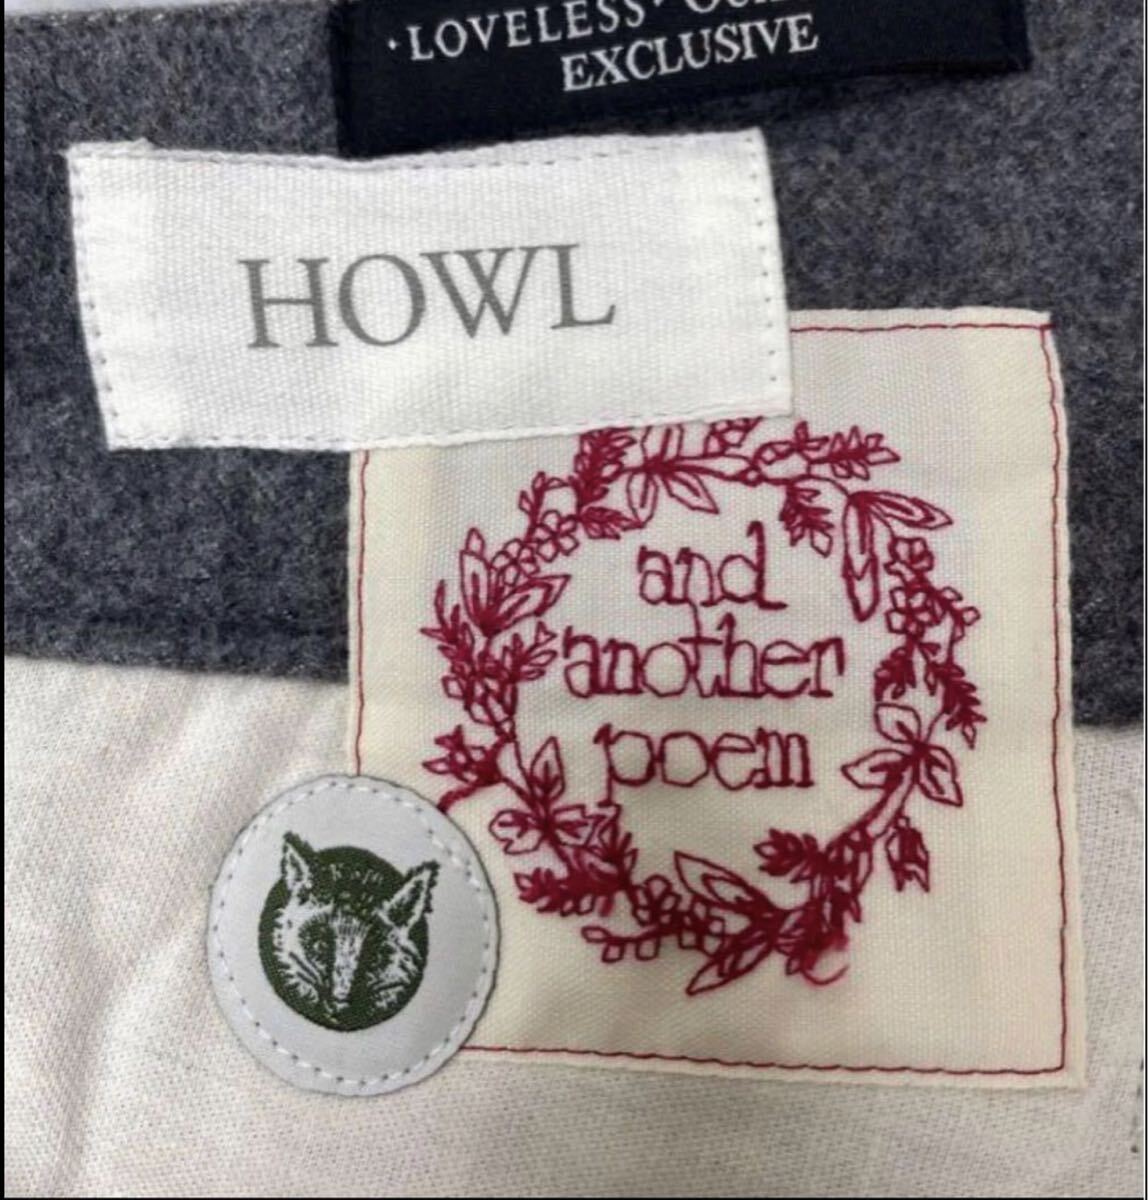 ·LOVELESS·
EXCLUSIVE
HOWL
and
another
poem